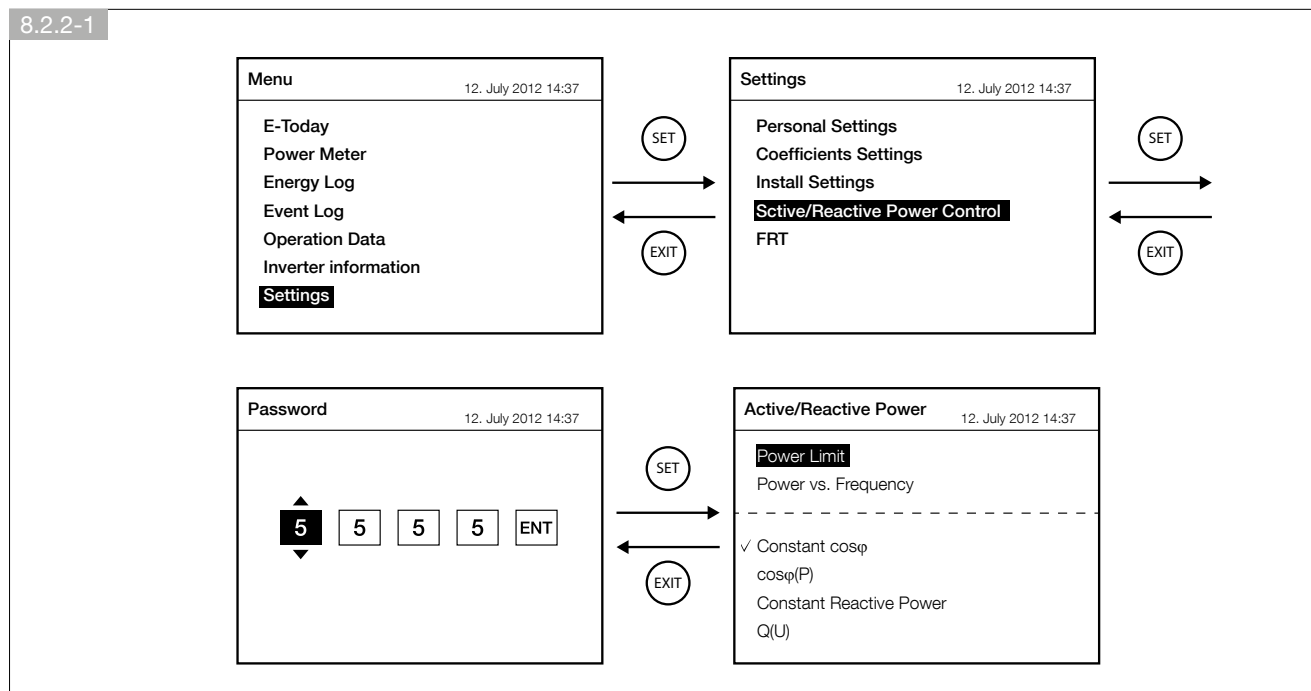 8.2.2-1
Menu
12. July 2012 14:37
E-Today
Power Meter
Energy Log
Event Log
Operation Data
Inverter information
Settings
SET
EXIT
Settings
12. July 2012 14:37
Personal Settings
Coefficients Settings
Install Settings
Sctive/Reactive Power Control
FRT
SET
EXIT
Password
12. July 2012 14:37
5 5 5 5 ENT
SET
EXIT
Active/Reactive Power
12. July 2012 14:37
Power Limit
Power vs. Frequency
✓ Constant cosφ
cosφ(P)
Constant Reactive Power
Q(U)